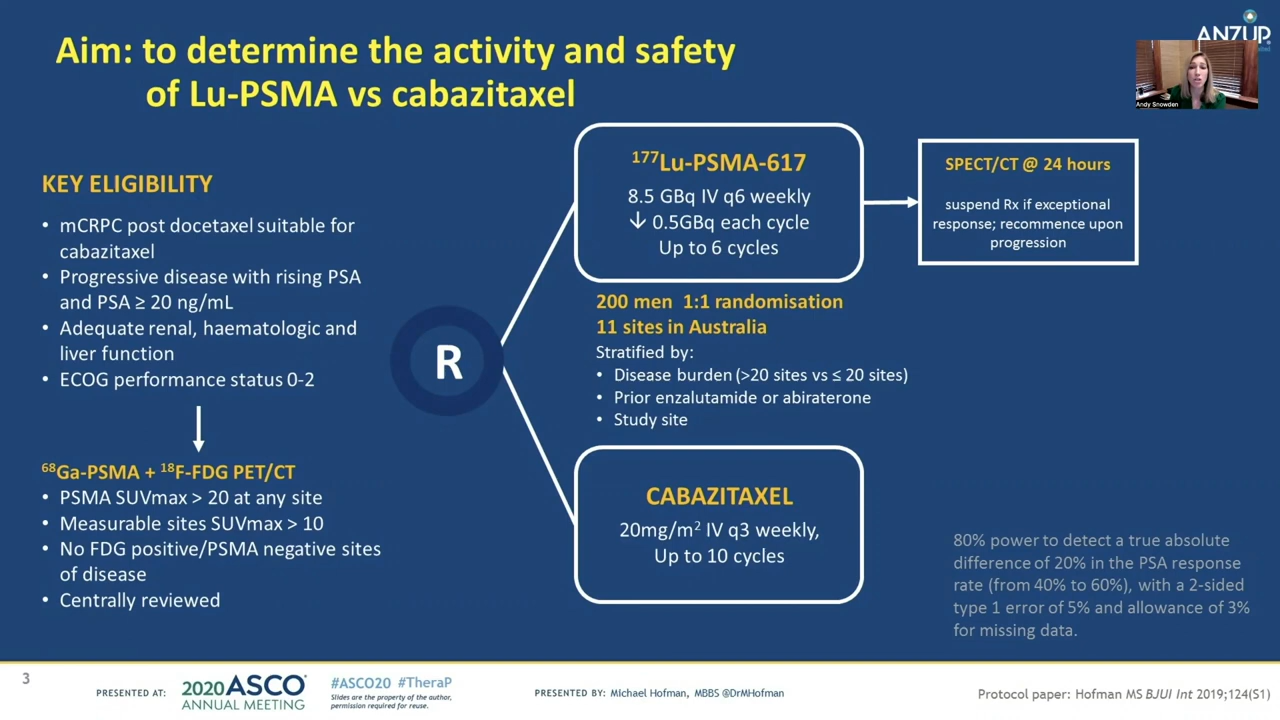 Aim: to determine the activity and safety
of Lu-PSMA vs cabazitaxel
ANZUP
Andy Snowden
KEY ELIGIBILITY
• mCRPC post docetaxel suitable for
cabazitaxel
• Progressive disease with rising PSA
and PSA ≥ 20 ng/mL
• Adequate renal, haematologic and
liver function
• ECOG performance status 0-2
68Ga-PSMA + 18F-FDG PET/CT
• PSMA SUVmax > 20 at any site
• Measurable sites SUVmax > 10
• No FDG positive/PSMA negative sites
of disease
• Centrally reviewed
R
177Lu-PSMA-617
8.5 GBq IV q6 weekly
↓ 0.5GBq each cycle
Up to 6 cycles
SPECT/CT @ 24 hours
suspend Rx if exceptional
response; recommence upon
progression
200 men 1:1 randomisation
11 sites in Australia
Stratified by:
• Disease burden (>20 sites vs ≤ 20 sites)
• Prior enzalutamide or abiraterone
• Study site
CABAZITAXEL
20mg/m2 IV q3 weekly,
Up to 10 cycles
80% power to detect a true absolute
difference of 20% in the PSA response
rate (from 40% to 60%), with a 2-sided
type 1 error of 5% and allowance of 3%
for missing data.
3
PRESENTED AT:
2020 ASCO
ANNUAL MEETING
#ASCO20 #TheraP
Slides are the property of the author,
permission required for reuse.
PRESENTED BY: Michael Hofman, MBBS @DrMHofman
Protocol paper: Hofman MS BJUI Int 2019;124(S1)